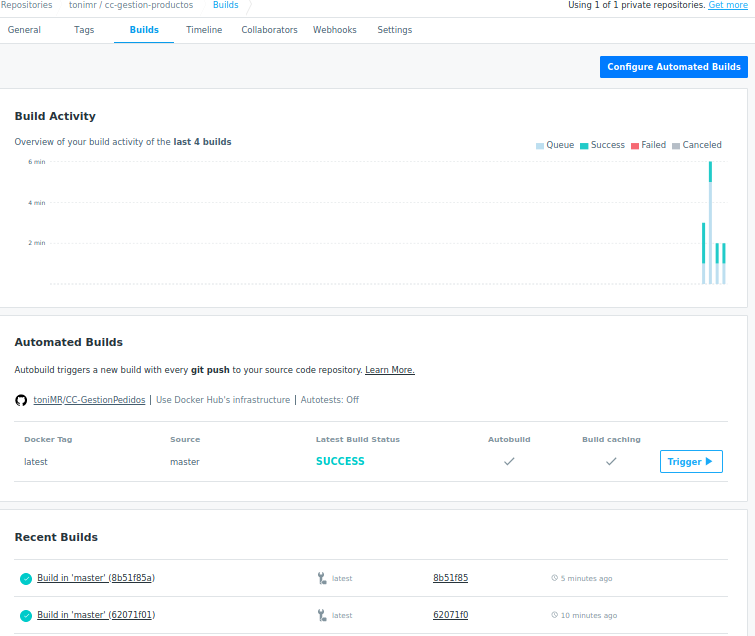 Repositories tonimr / cc-gestion-productos Builds Using 1 of 1 private repositories. Get more
General Tags Builds Timeline Collaborators Webhooks Settings
Configure Automated Builds
Build Activity
Overview of your build activity of the last 4 builds
Queue Success Failed Canceled
6 min
4 min
2 min
Automated Builds
Autobuild triggers a new build with every git push to your source code repository. Learn More.
toniMR/CC-GestionPedidos | Use Docker Hub's infrastructure | Autotests: Off
Docker Tag Source Latest Build Status Autobuild Build caching
latest master SUCCESS Trigger
Recent Builds
Build in 'master' (8b51f85a) latest 8b51f85 5 minutes ago
Build in 'master' (62071f01) latest 62071f0 10 minutes ago